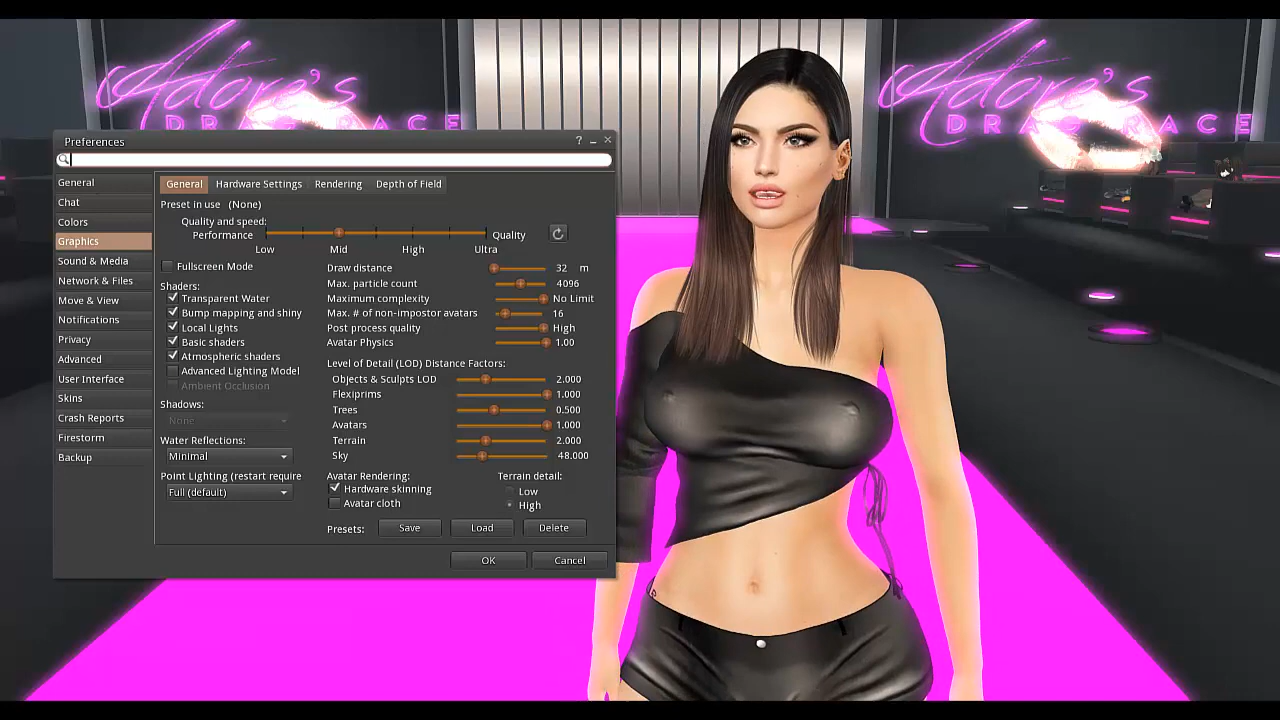 Adore's
DRAG RACE
Adore's
DRAG RACE
Preferences ? _ ×
General
Chat
Colors
Graphics
Sound & Media
Network & Files
Move & View
Notifications
Privacy
Advanced
User Interface
Skins
Crash Reports
Firestorm
Backup
General Hardware Settings Rendering Depth of Field
Preset in use (None)
Quality and speed:
Performance Quality
Low Mid High Ultra
Fullscreen Mode
Shaders:
Transparent Water
Bump mapping and shiny
Local Lights
Basic shaders
Atmospheric shaders
Advanced Lighting Model
Ambient Occlusion
Shadows:
None
Water Reflections:
Minimal
Point Lighting (restart require
Full (default)
Draw distance 32 m
Max. particle count 4096
Maximum complexity No Limit
Max. # of non-impostor avatars 16
Post process quality High
Avatar Physics 1.00
Level of Detail (LOD) Distance Factors:
Objects & Sculpts LOD 2.000
Flexiprims 1.000
Trees 0.500
Avatars 1.000
Terrain 2.000
Sky 48.000
Avatar Rendering:
Hardware skinning
Avatar cloth
Terrain detail:
Low
High
Presets: Save Load Delete
OK Cancel